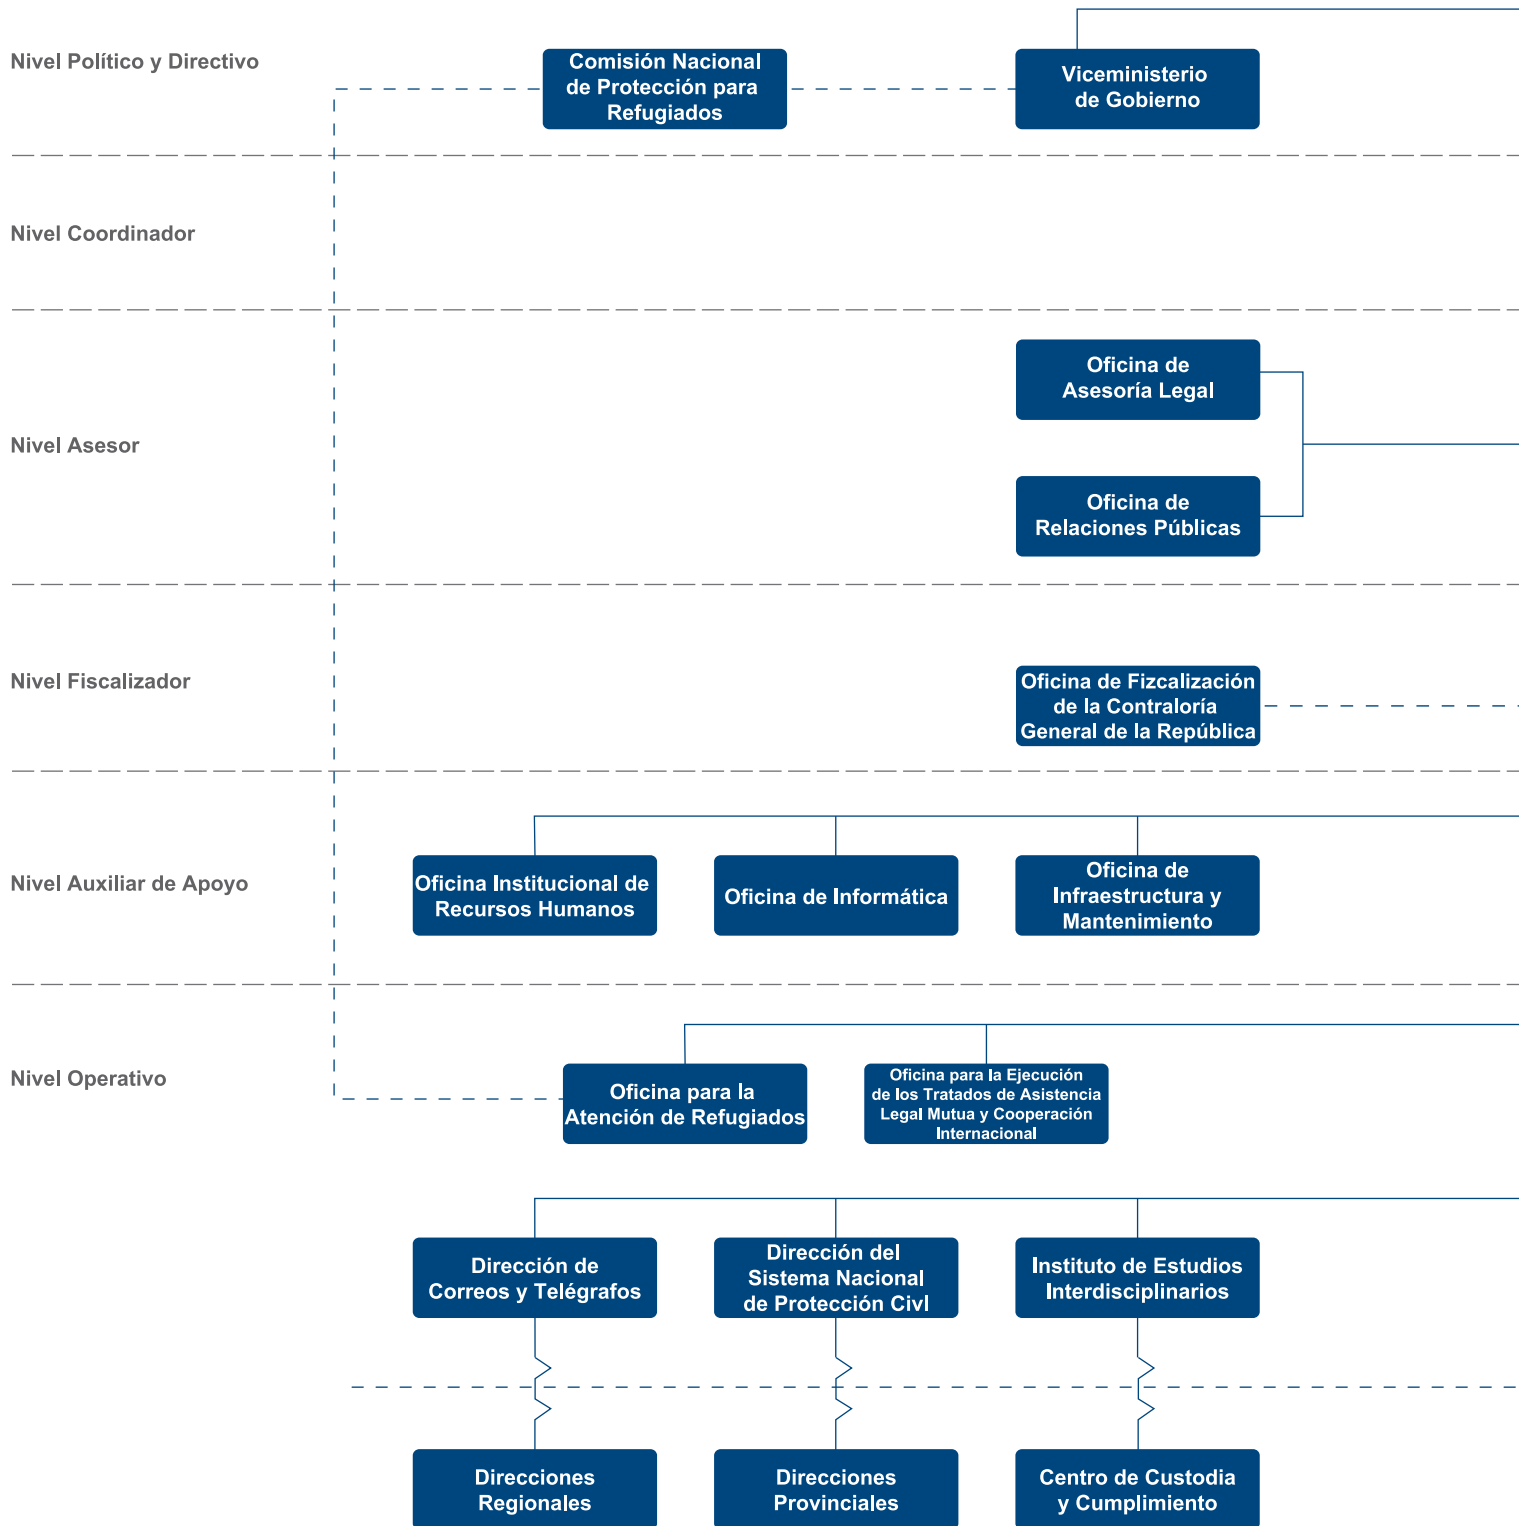 Nivel Político y Directivo
Comisión Nacional
de Protección para
Refugiados
Viceministerio
de Gobierno
Nivel Coordinador
Oficina de
Asesoría Legal
Nivel Asesor
Oficina de
Relaciones Públicas
Nivel Fiscalizador
Oficina de Fizcalización
de la Contraloría
General de la República
Nivel Auxiliar de Apoyo
Oficina Institucional de
Recursos Humanos
Oficina de Informática
Oficina de
Infraestructura y
Mantenimiento
Nivel Operativo
Oficina para la
Atención de Refugiados
Oficina para la Ejecución
de los Tratados de Asistencia
Legal Mutua y Cooperación
Internacional
Dirección de
Correos y Telégrafos
Dirección del
Sistema Nacional
de Protección Civl
Instituto de Estudios
Interdisciplinarios
Direcciones
Regionales
Direcciones
Provinciales
Centro de Custodia
y Cumplimiento